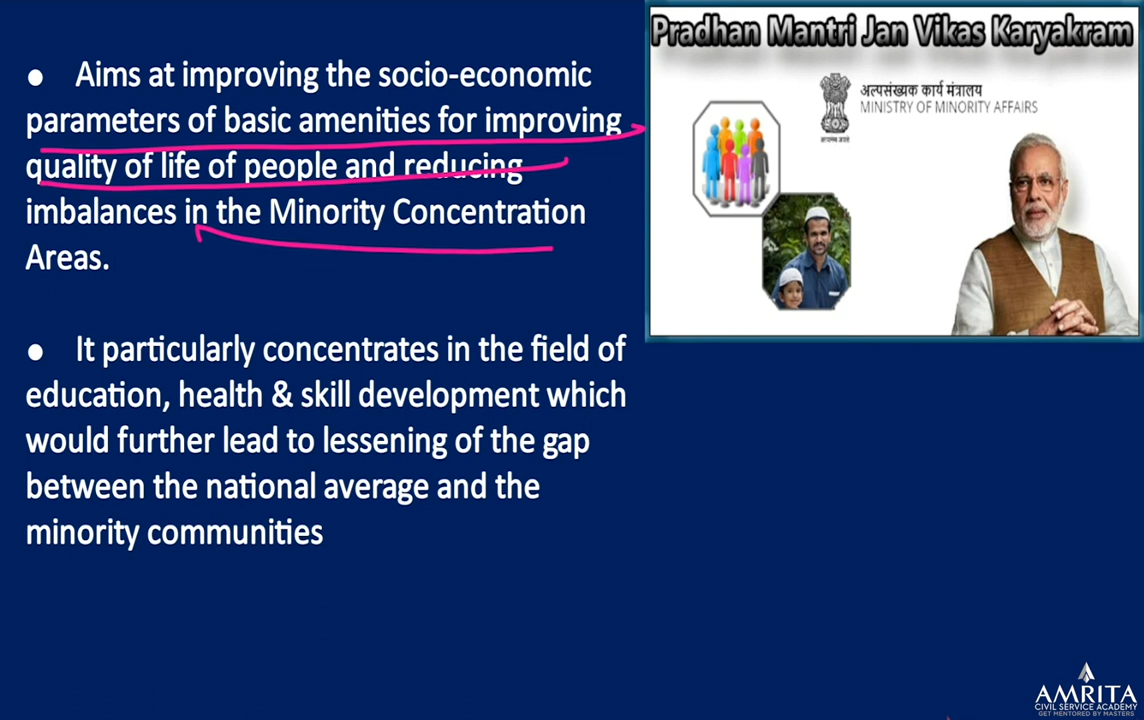 Pradhan Mantri Jan Vikas Karyakram
अल्पसंख्यक कार्य मंत्रालय
MINISTRY OF MINORITY AFFAIRS
सत्यमेव जयते
● Aims at improving the socio-economic
parameters of basic amenities for improving
quality of life of people and reducing
imbalances in the Minority Concentration
Areas.
● It particularly concentrates in the field of
education, health & skill development which
would further lead to lessening of the gap
between the national average and the
minority communities
AMRITA
CIVIL SERVICE ACADEMY
GET MENTORED BY MASTERS